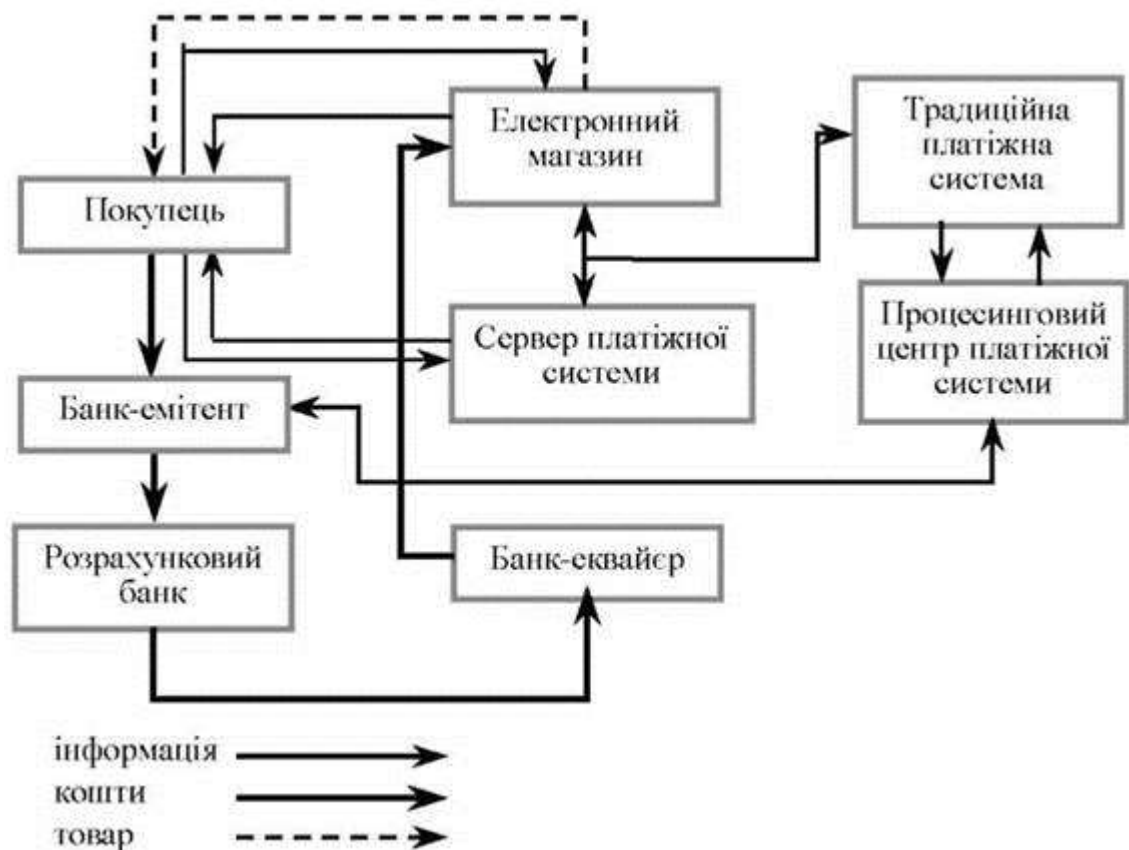 Електронний
магазин
Традиційна
платіжна
система
Покупець
Сервер платіжної
системи
Процесинговий
центр платіжної
системи
Банк-емітент
Розрахунковий
банк
Банк-еквайєр
інформація
кошти
товар